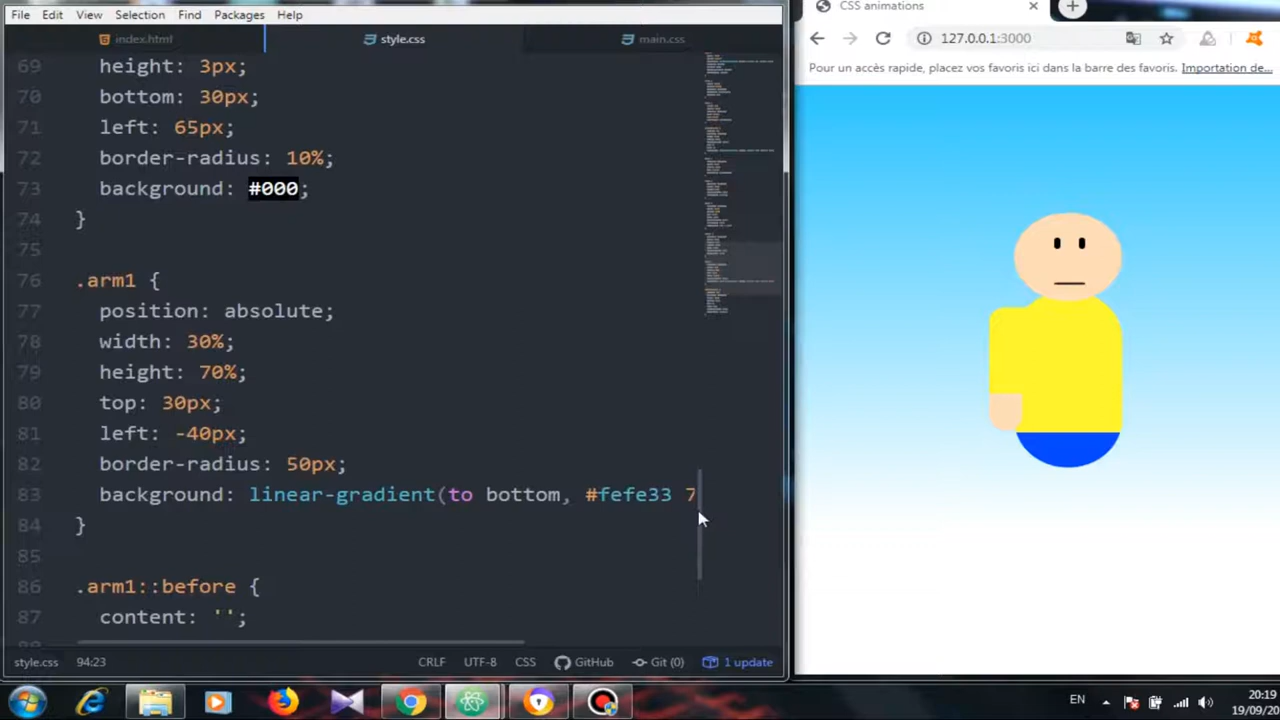 File Edit View Selection Find Packages Help
index.html
style.css
main.css
height: 3px;
bottom: 30px;
71 left: 65px;
72 border-radius: 10%;
73 background: #000;
74 }
75
76 .arm1 {
77 position: absolute;
78 width: 30%;
79 height: 70%;
80 top: 30px;
81 left: -40px;
82 border-radius: 50px;
83 background: linear-gradient(to bottom, #fefe33 7
84 }
85
86 .arm1::before {
87 content: '';
style.css 94:23 CRLF UTF-8 CSS GitHub Git (0) 1 update
CSS animations
127.0.0.1:3000
Pour un accès rapide, placez vos favoris ici dans la barre des favoris. Importation de...
EN
20:19
19/09/20